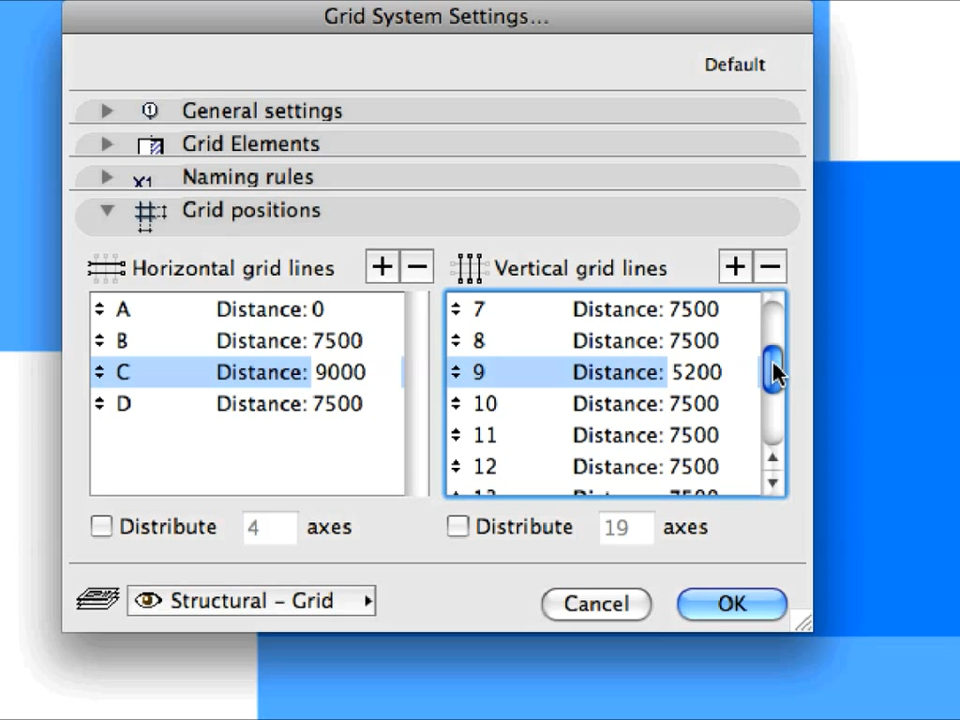 Grid System Settings...
Default
General settings
Grid Elements
Naming rules
Grid positions
Horizontal grid lines
A Distance: 0
B Distance: 7500
C Distance: 9000
D Distance: 7500
Distribute 4 axes
Vertical grid lines
7 Distance: 7500
8 Distance: 7500
9 Distance: 5200
10 Distance: 7500
11 Distance: 7500
12 Distance: 7500
Distribute 19 axes
Structural - Grid
Cancel
OK